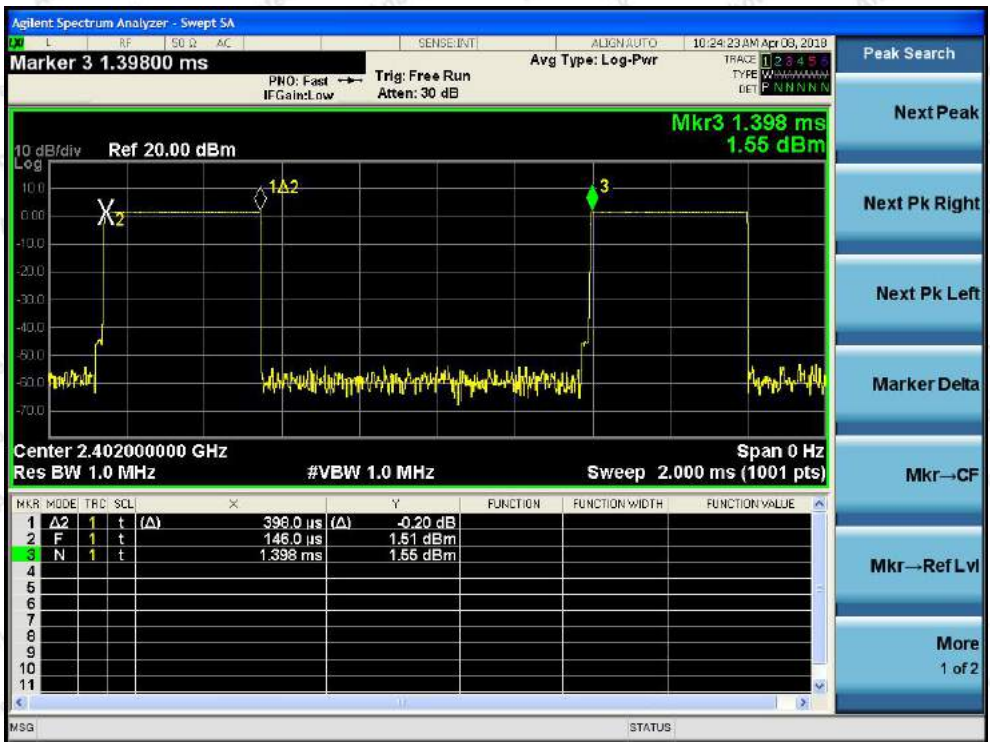 Agilent Spectrum Analyzer - Swept SA
LXI L RF 50 Ω AC SENSE:INT ALIGN AUTO 10:24:23 AM Apr 03, 2018
Marker 3 1.39800 ms
PNO: Fast
IFGain:Low
Trig: Free Run
Atten: 30 dB
Avg Type: Log-Pwr
TRACE 1 2 3 4 5 6
TYPE W
DET P N N N N N
Peak Search
Next Peak
Next Pk Right
Next Pk Left
Marker Delta
Mkr→CF
Mkr→Ref Lvl
More
1 of 2
Mkr3 1.398 ms
1.55 dBm
10 dB/div Ref 20.00 dBm
Log
10.0
0.00
-10.0
-20.0
-30.0
-40.0
-50.0
-60.0
-70.0
X2
1Δ2
3
Center 2.402000000 GHz Span 0 Hz
Res BW 1.0 MHz #VBW 1.0 MHz Sweep 2.000 ms (1001 pts)
MKR MODE TRC SCL X Y FUNCTION FUNCTION WIDTH FUNCTION VALUE
1 Δ2 1 t (Δ) 398.0 µs (Δ) -0.20 dB
2 F 1 t 146.0 µs 1.51 dBm
3 N 1 t 1.398 ms 1.55 dBm
4
5
6
7
8
9
10
11
MSG STATUS